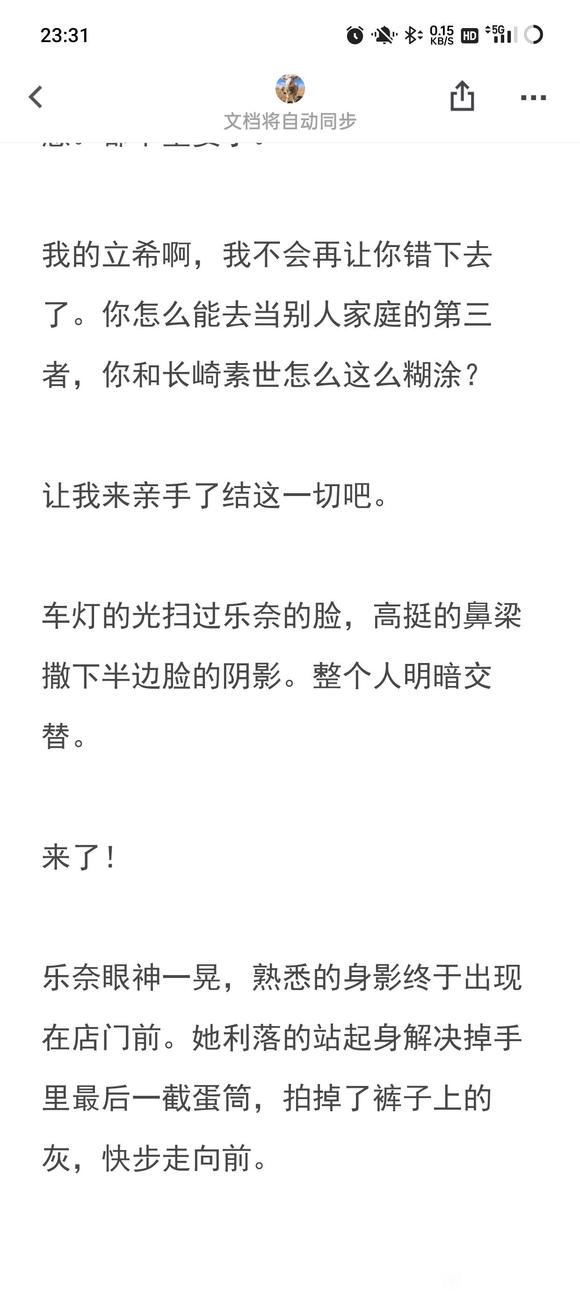 23:31
0.15
KB/S
HD
5G
文档将自动同步
我的立希啊，我不会再让你错下去
了。你怎么能去当别人家庭的第三
者，你和长崎素世怎么这么糊涂？
让我来亲手了结这一切吧。
车灯的光扫过乐奈的脸，高挺的鼻梁
撒下半边脸的阴影。整个人明暗交
替。
来了！
乐奈眼神一晃，熟悉的身影终于出现
在店门前。她利落的站起身解决掉手
里最后一截蛋筒，拍掉了裤子上的
灰，快步走向前。